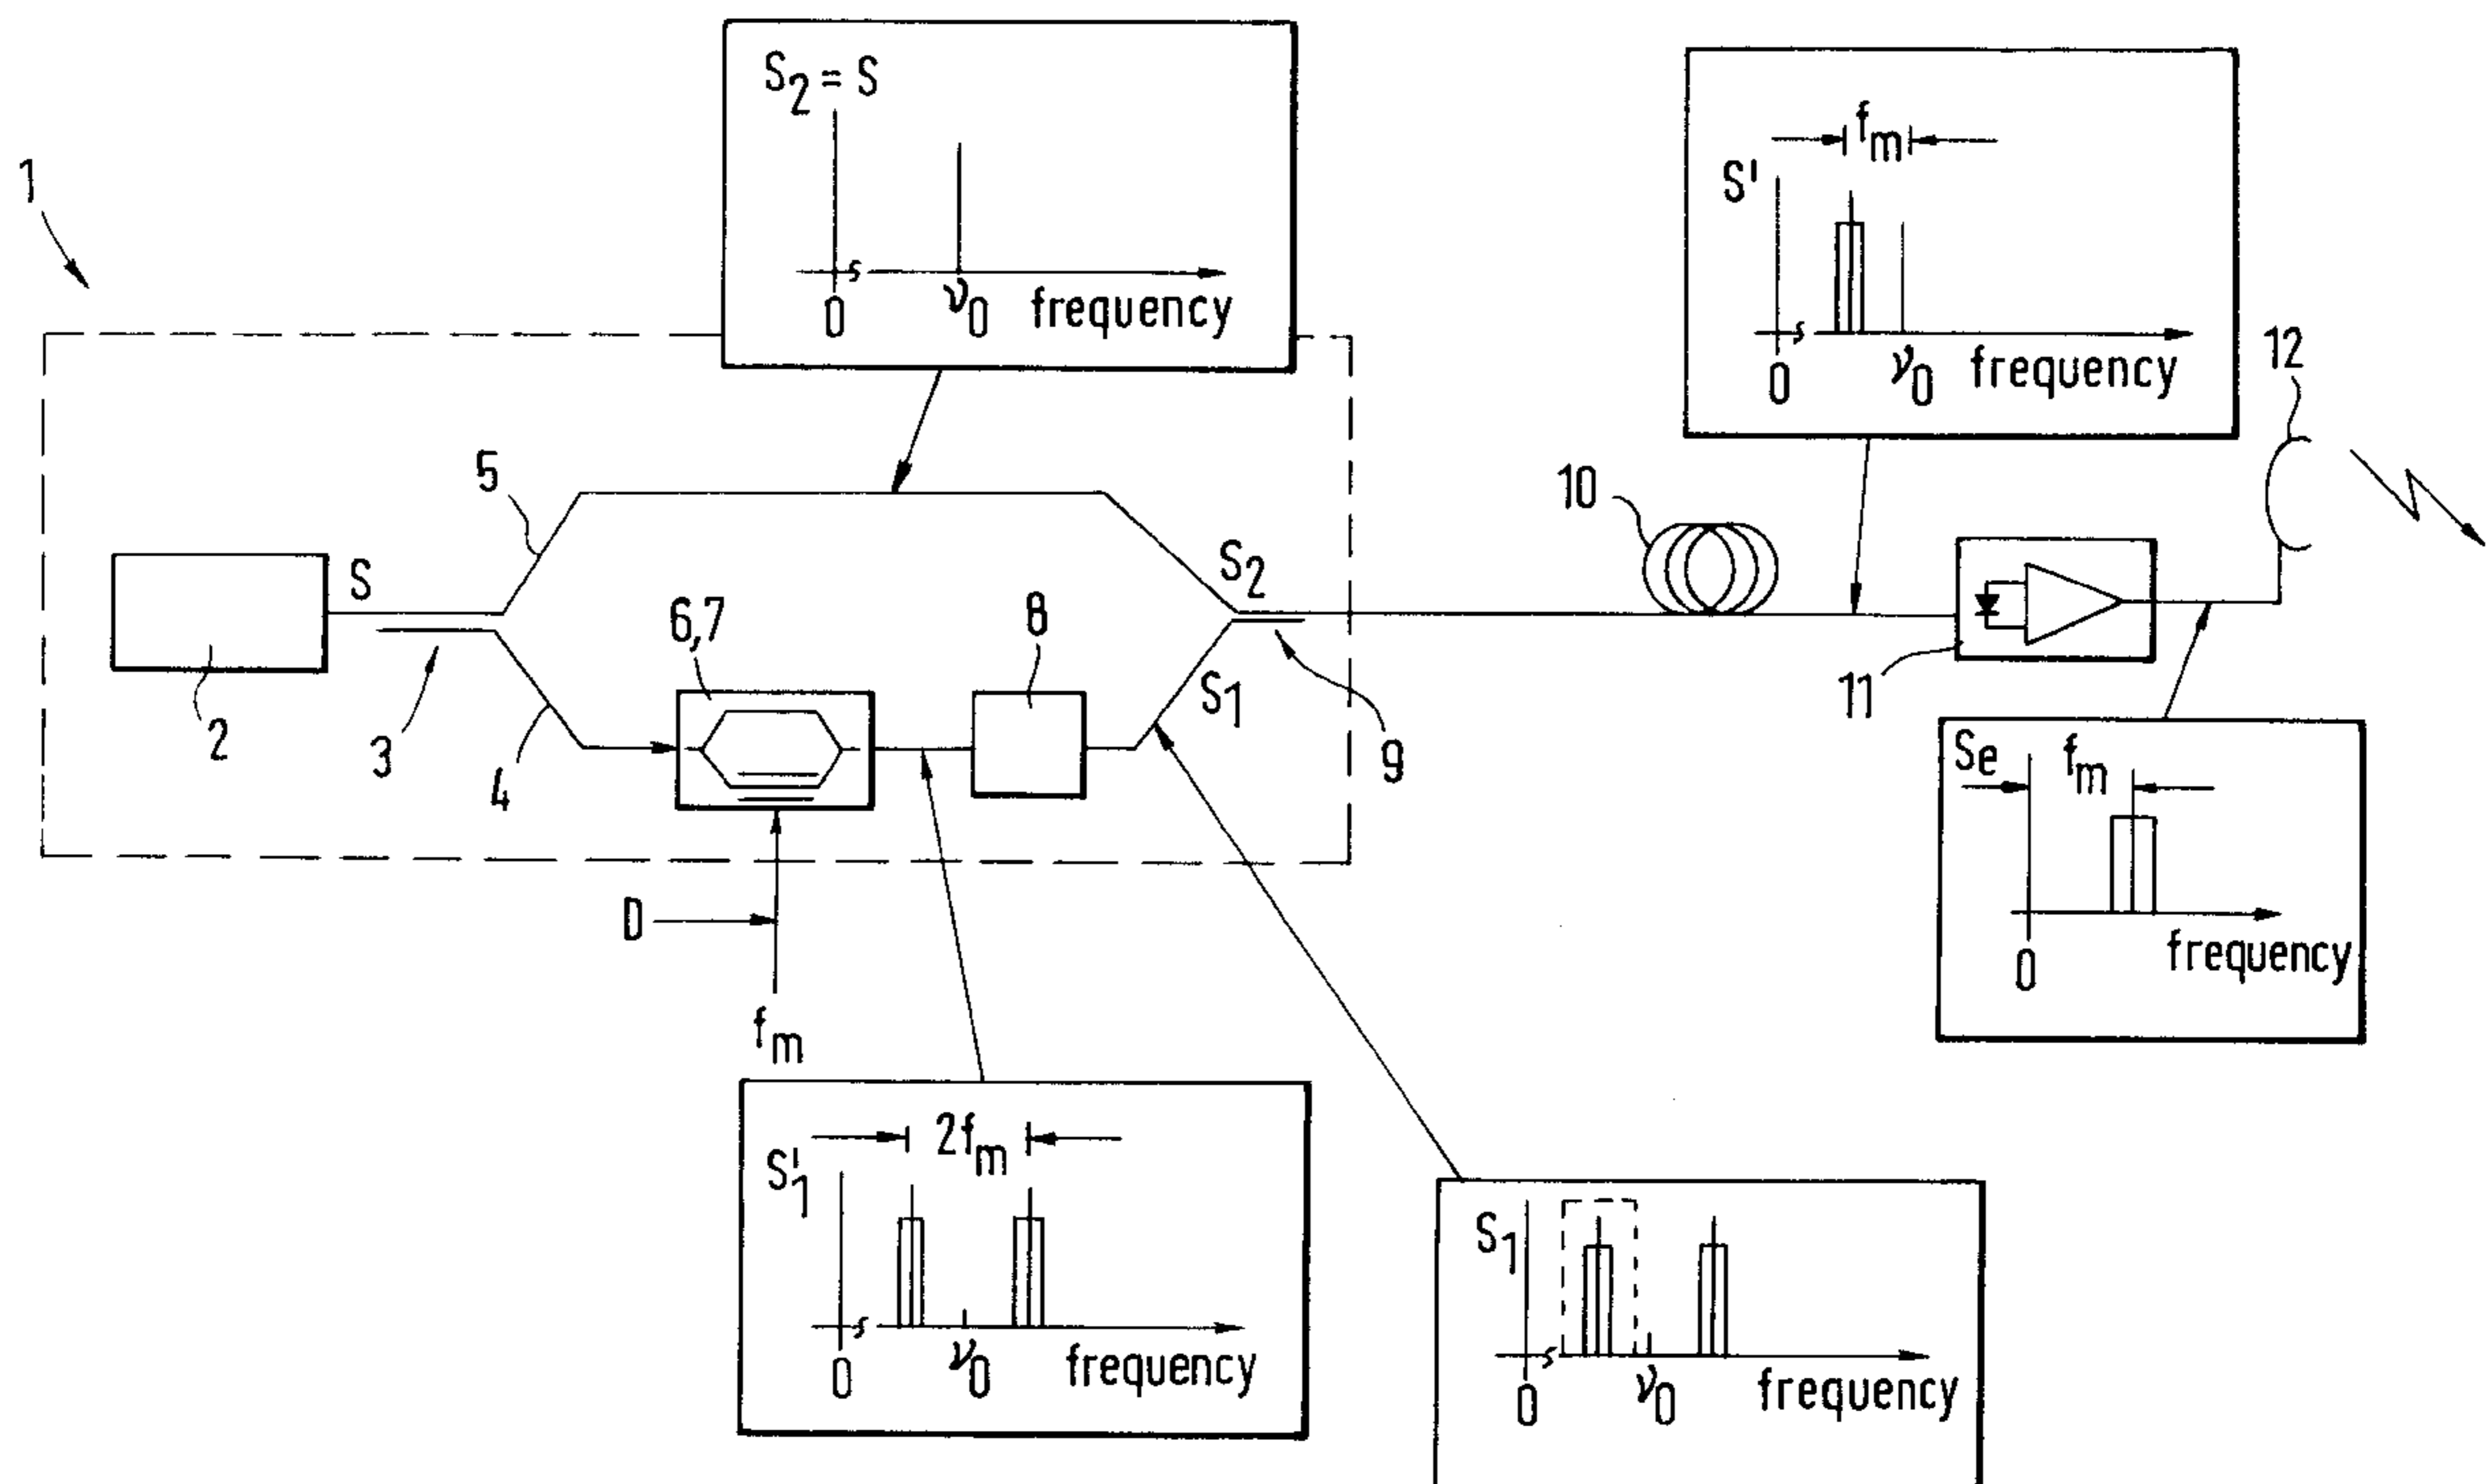 S₂ = S
0
ν₀ frequency
fₘ
S'
0
ν₀ frequency
1
12
5
10
S
S₂
6,7
8
11
S₁
2
3
4
9
Sₑ
fₘ
0
frequency
D
fₘ
2fₘ
S'₁
0
ν₀ frequency
S₁
0
ν₀ frequency